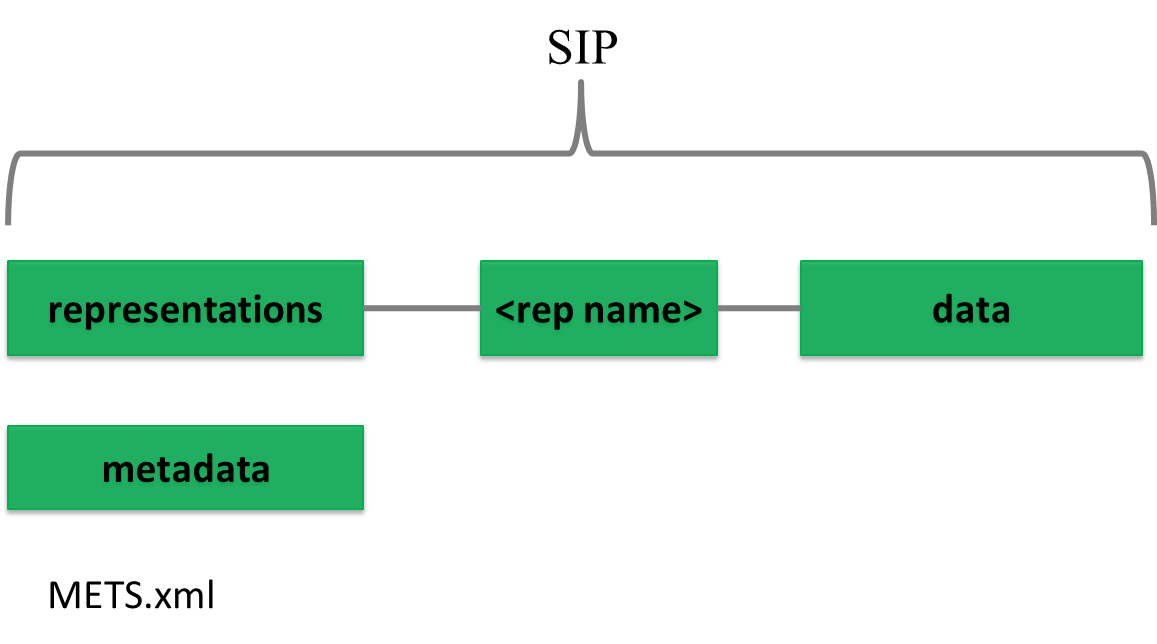 SIP
representations
<rep name>
data
metadata
METS.xml